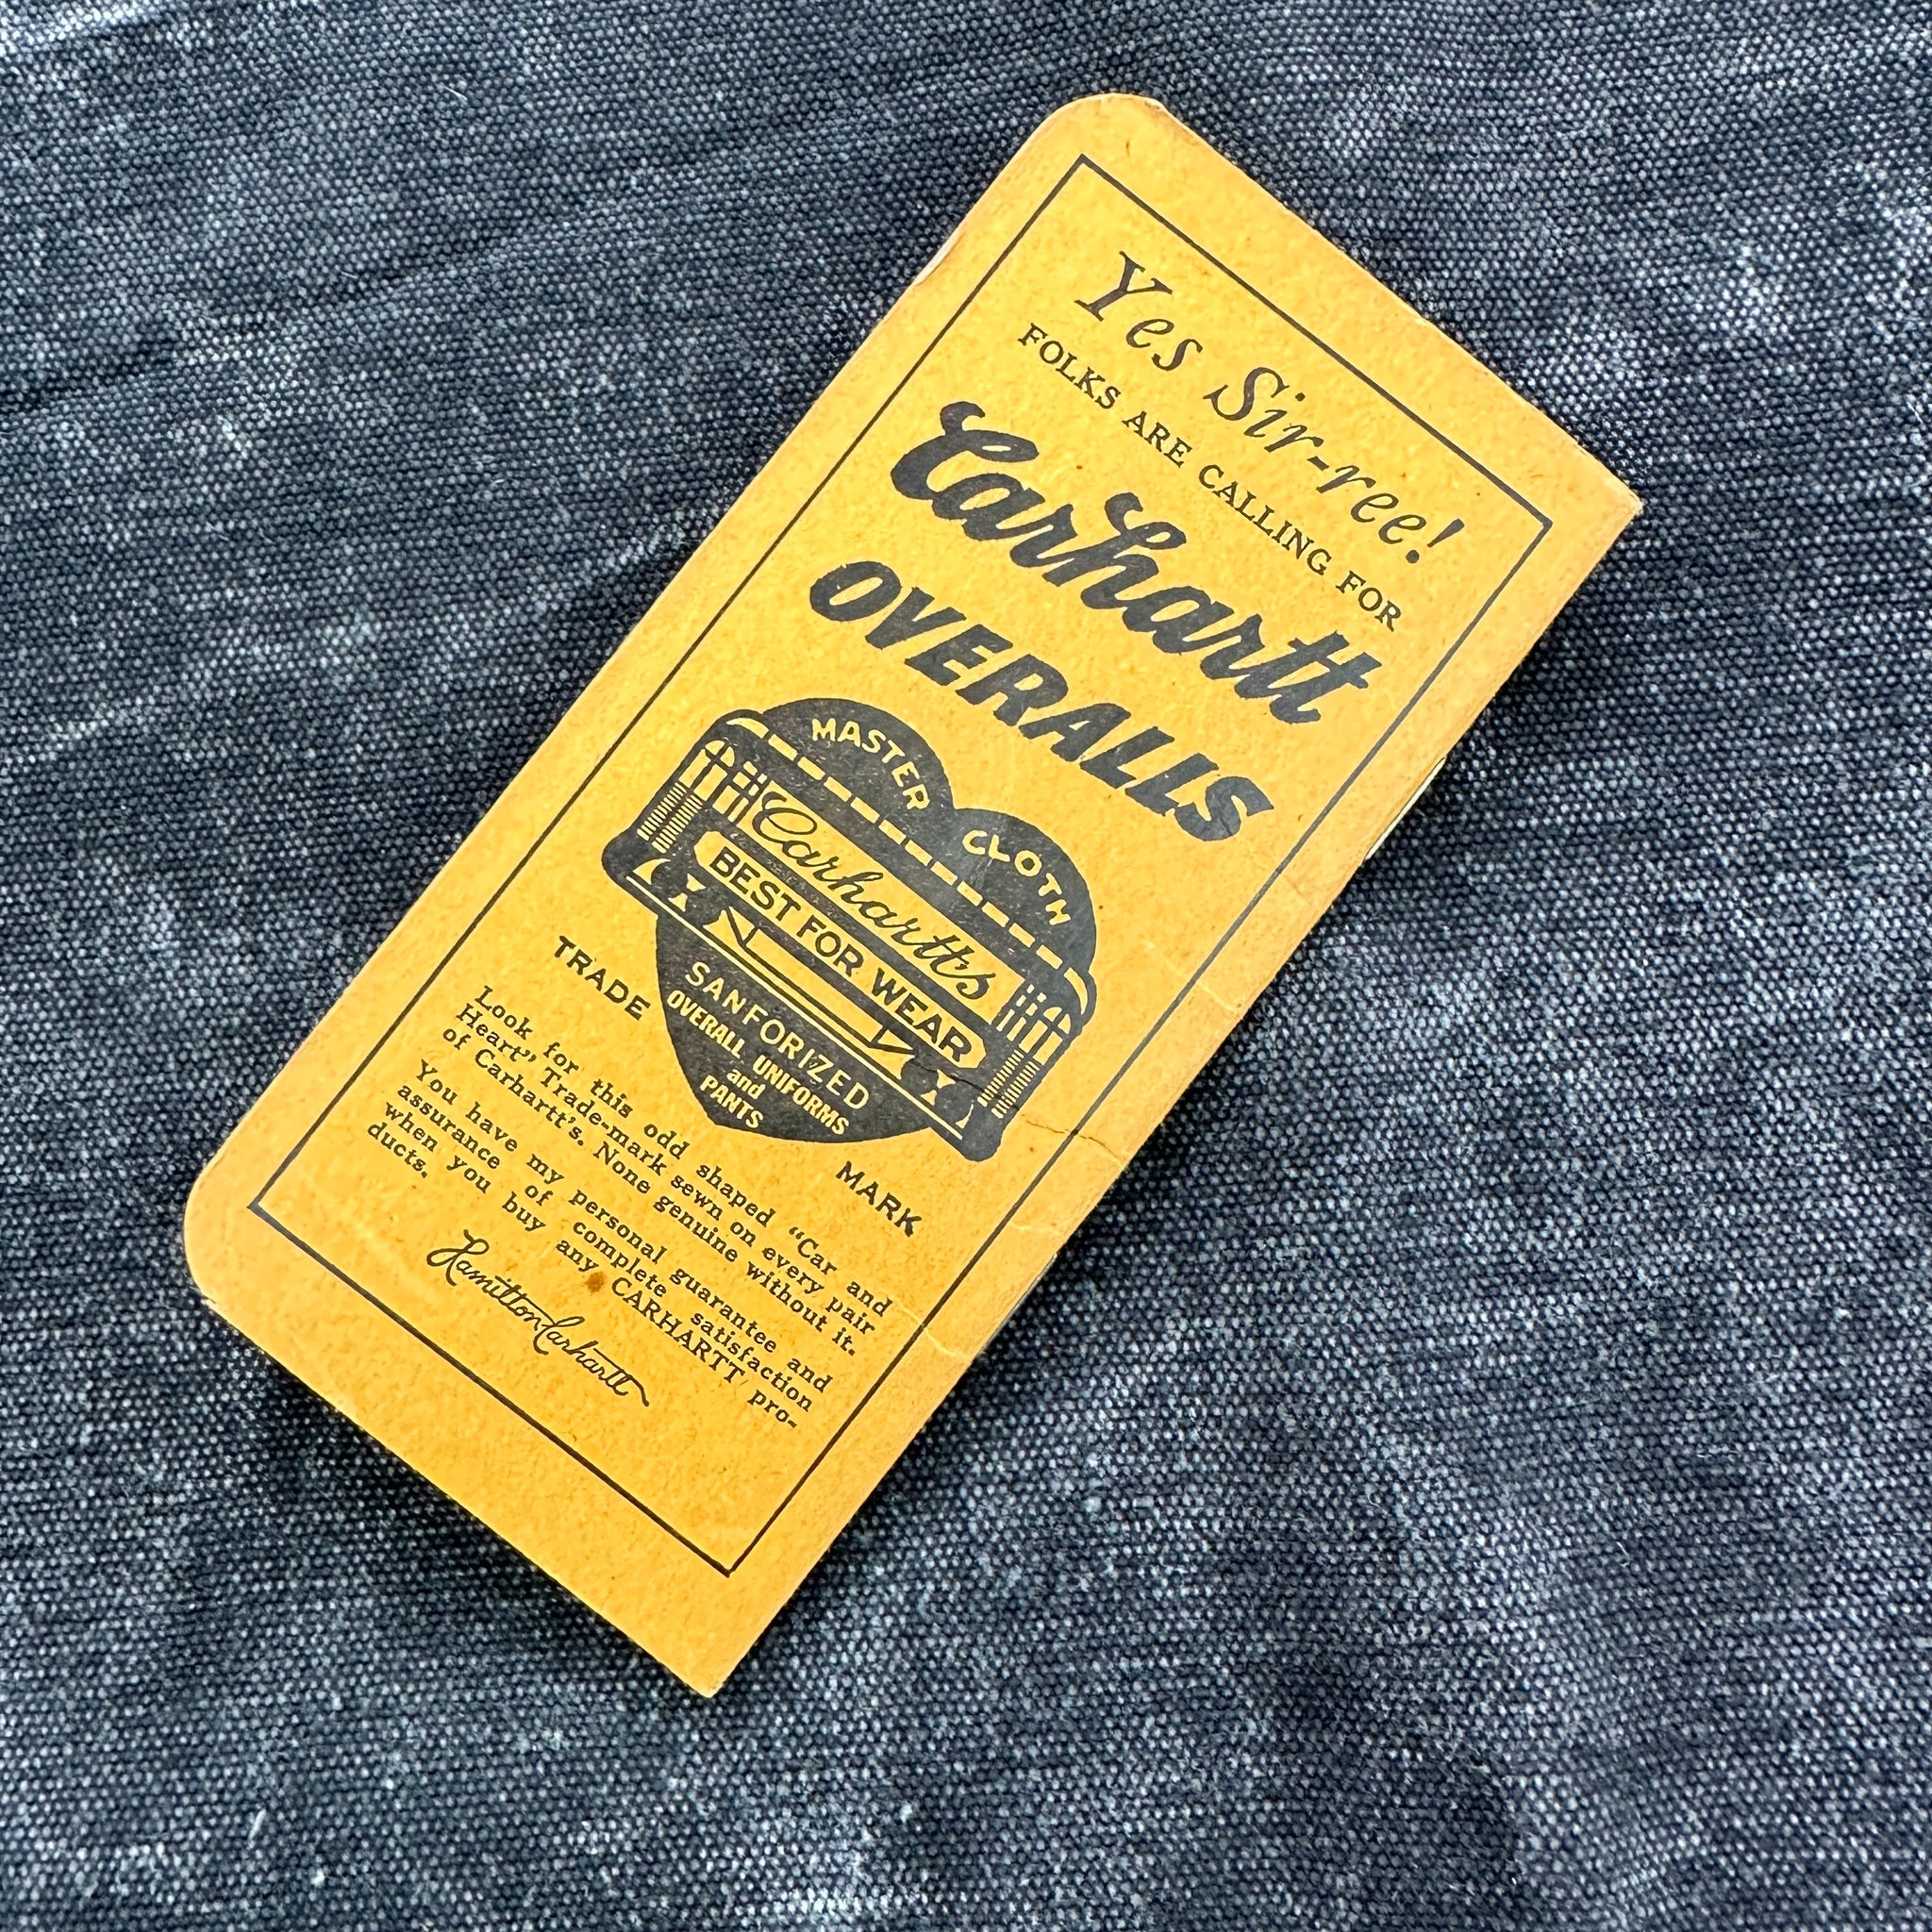 Yes Sir-ree!
FOLKS ARE CALLING FOR
Carhartt
OVERALLS
MASTER CLOTH
Carhartt's
BEST FOR WEAR
SANFORIZED
OVERALL UNIFORMS
and
PANTS
TRADE MARK
Look for this odd shaped "Car and
Heart" Trade-mark sewn on every pair
of Carhartt's. None genuine without it.
You have my personal guarantee and
assurance of complete satisfaction
when you buy any CARHARTT pro-
ducts.
Hamilton Carhartt